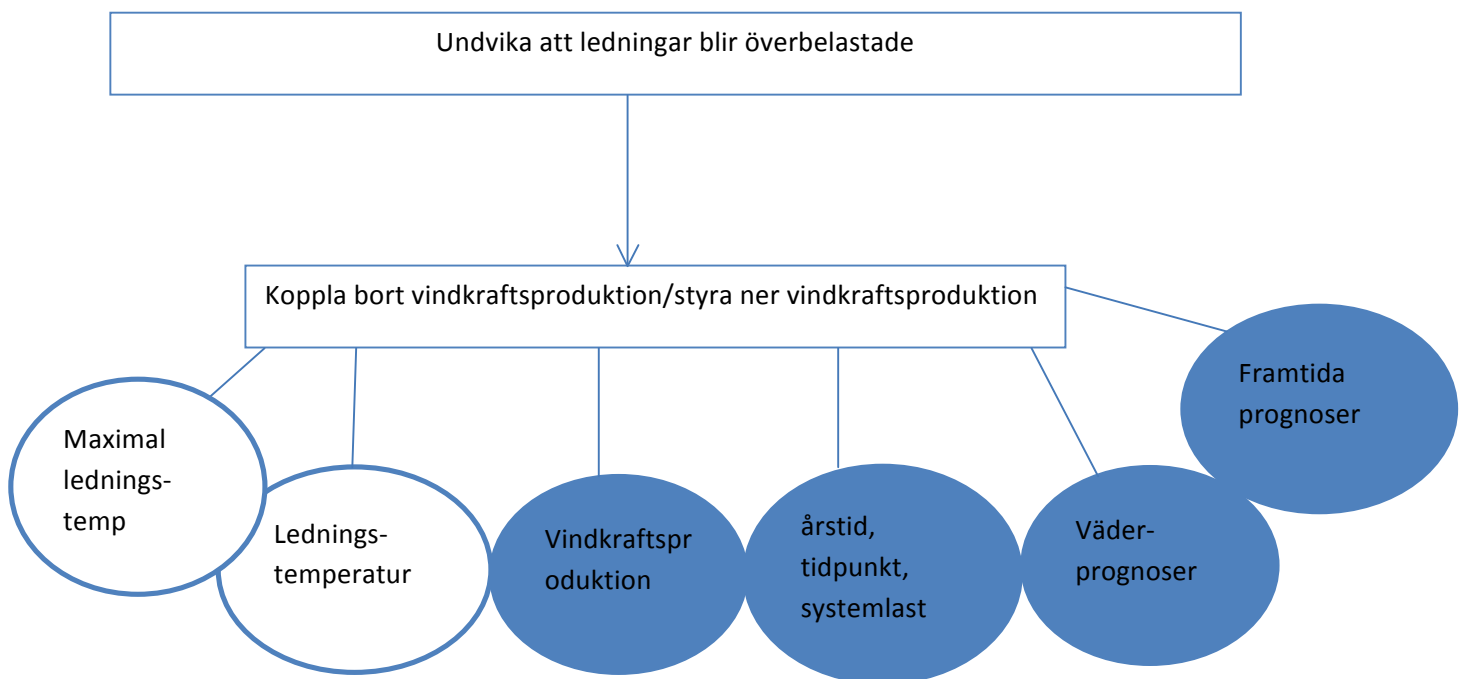 Undvika att ledningar blir överbelastade
Koppla bort vindkraftsproduktion/styra ner vindkraftsproduktion
Maximal
lednings-
temp
Lednings-
temperatur
Vindkraftspr
oduktion
årstid,
tidpunkt,
systemlast
Väder-
prognoser
Framtida
prognoser